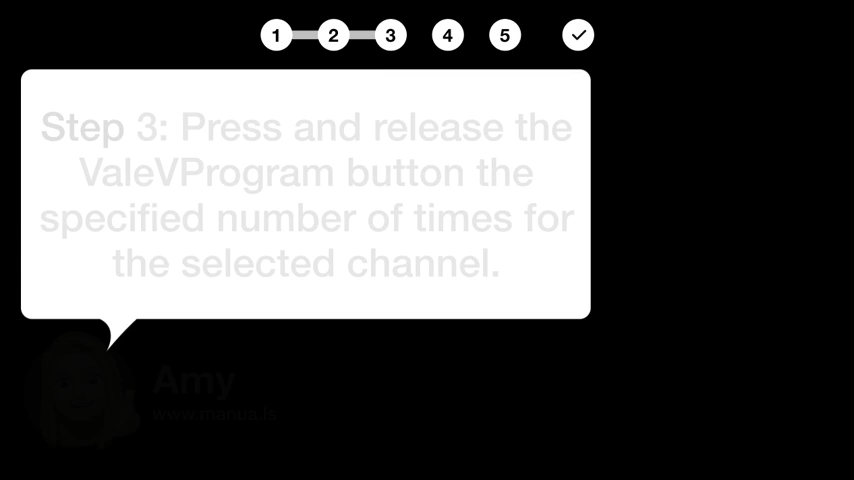 1 2 3 4 5
Step 3: Press and release the
ValeVProgram button the
specified number of times for
the selected channel.
Amy
www.manua.ls